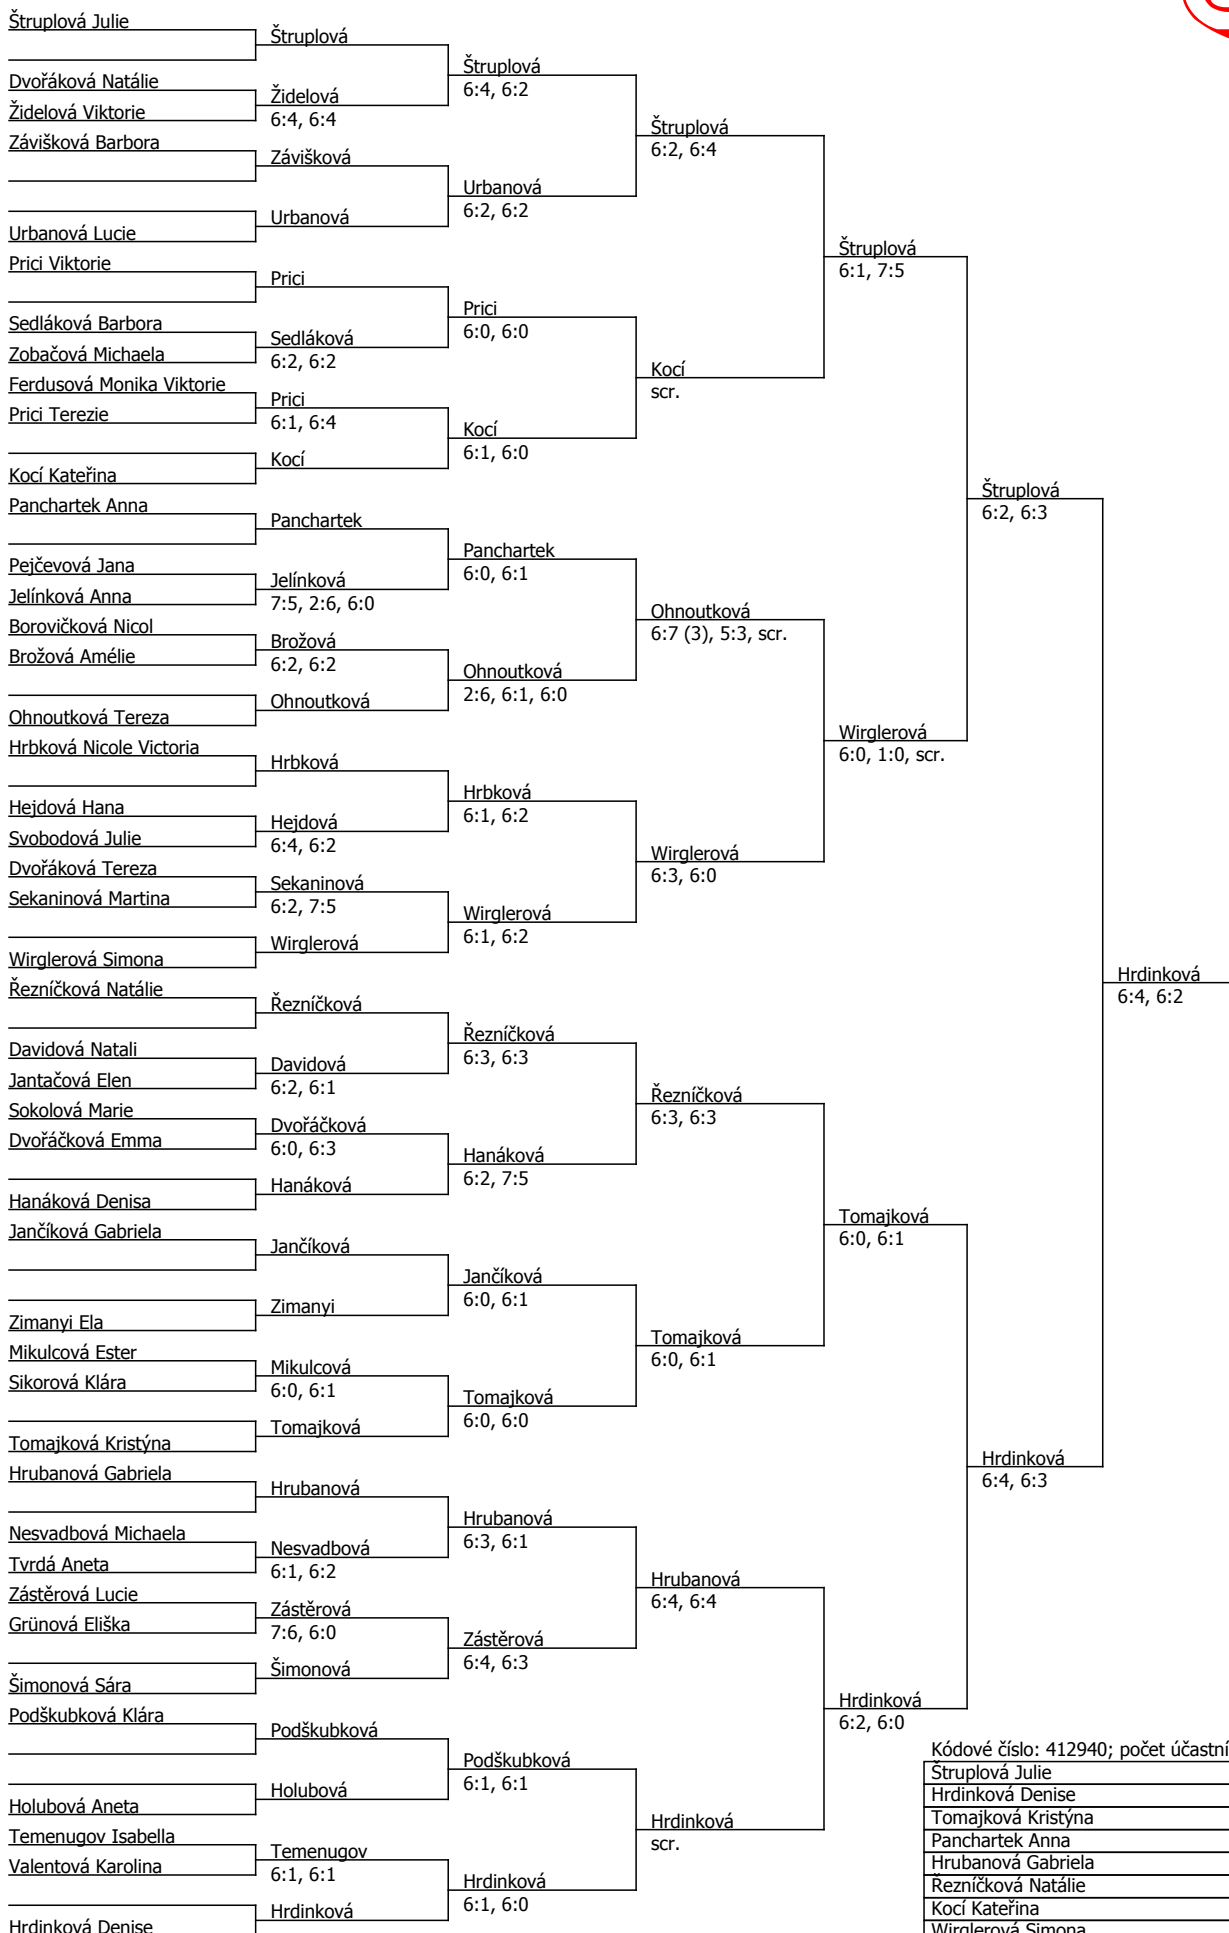 Štruplová Julie
Dvořáková Natálie
Židelová Viktorie
Závišková Barbora
Urbanová Lucie
Prici Viktorie
Sedláková Barbora
Zobačová Michaela
Ferdusová Monika Viktorie
Prici Terezie
Kocí Kateřina
Panchartek Anna
Pejčevová Jana
Jelínková Anna
Borovičková Nicol
Brožová Amélie
Ohnoutková Tereza
Hrbková Nicole Victoria
Hejdová Hana
Svobodová Julie
Dvořáková Tereza
Sekaninová Martina
Wirglerová Simona
Řezníčková Natálie
Davidová Natali
Jantačová Elen
Sokolová Marie
Dvořáčková Emma
Hanáková Denisa
Jančíková Gabriela
Zimanyi Ela
Mikulcová Ester
Sikorová Klára
Tomajková Kristýna
Hrubanová Gabriela
Nesvadbová Michaela
Tvrdá Aneta
Zástěrová Lucie
Grünová Eliška
Šimonová Sára
Podškubková Klára
Holubová Aneta
Temenugov Isabella
Valentová Karolina
Hrdinková Denise
Štruplová
Židelová
6:4, 6:4
Závišková
Urbanová
Prici
Sedláková
6:2, 6:2
Prici
6:1, 6:4
Kocí
Panchartek
Jelínková
7:5, 2:6, 6:0
Brožová
6:2, 6:2
Ohnoutková
Hrbková
Hejdová
6:4, 6:2
Sekaninová
6:2, 7:5
Wirglerová
Řezníčková
Davidová
6:2, 6:1
Dvořáčková
6:0, 6:3
Hanáková
Jančíková
Zimanyi
Mikulcová
6:0, 6:1
Tomajková
Hrubanová
Nesvadbová
6:1, 6:2
Zástěrová
7:6, 6:0
Šimonová
Podškubková
Holubová
Temenugov
6:1, 6:1
Hrdinková
Štruplová
6:4, 6:2
Urbanová
6:2, 6:2
Prici
6:0, 6:0
Kocí
6:1, 6:0
Panchartek
6:0, 6:1
Ohnoutková
2:6, 6:1, 6:0
Hrbková
6:1, 6:2
Wirglerová
6:1, 6:2
Řezníčková
6:3, 6:3
Hanáková
6:2, 7:5
Jančíková
6:0, 6:1
Tomajková
6:0, 6:0
Hrubanová
6:3, 6:1
Zástěrová
6:4, 6:3
Podškubková
6:1, 6:1
Hrdinková
6:1, 6:0
Štruplová
6:2, 6:4
Kocí
scr.
Ohnoutková
6:7 (3), 5:3, scr.
Wirglerová
6:3, 6:0
Řezníčková
6:3, 6:3
Tomajková
6:0, 6:1
Hrubanová
6:4, 6:4
Hrdinková
scr.
Štruplová
6:1, 7:5
Wirglerová
6:0, 1:0, scr.
Tomajková
6:0, 6:1
Hrdinková
6:2, 6:0
Štruplová
6:2, 6:3
Hrdinková
6:4, 6:3
Hrdinková
6:4, 6:2
Kódové číslo: 412940; počet účastní
Štruplová Julie
Hrdinková Denise
Tomajková Kristýna
Panchartek Anna
Hrubanová Gabriela
Řezníčková Natálie
Kocí Kateřina
Wirglerová Simona